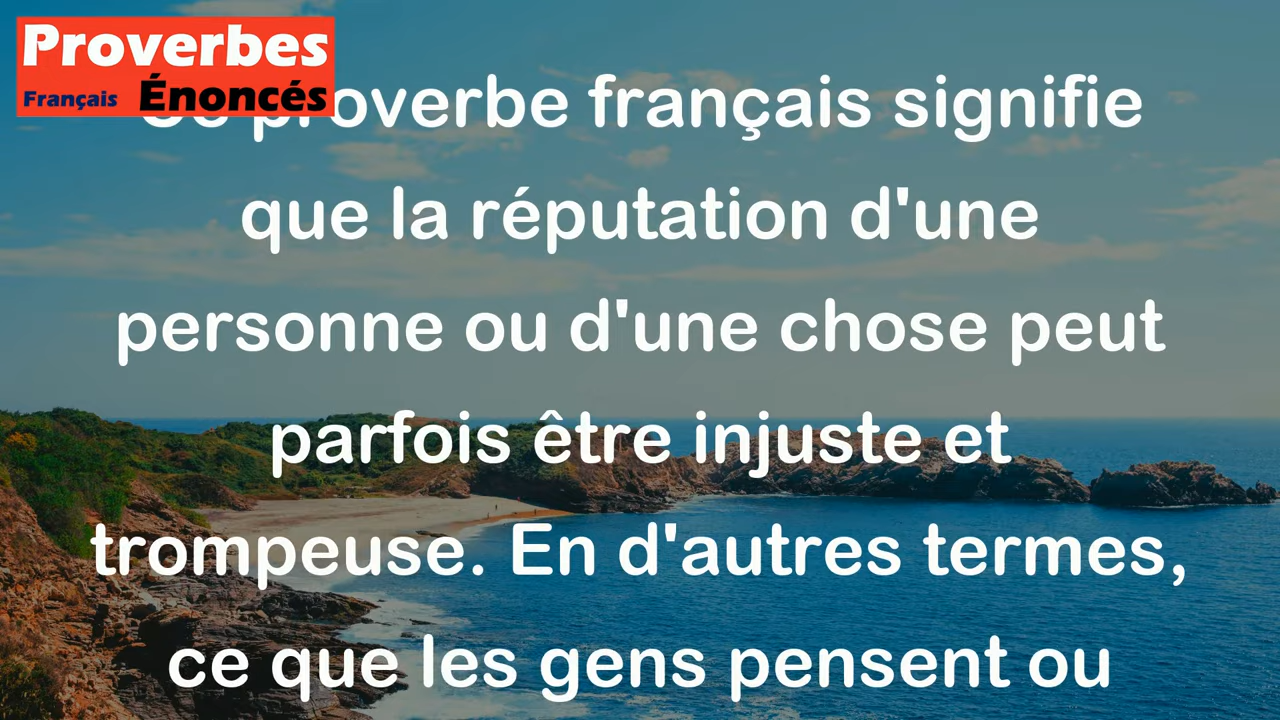 Proverbes
Français Énoncés
proverbe français signifie
que la réputation d'une
personne ou d'une chose peut
parfois être injuste et
trompeuse. En d'autres termes,
ce que les gens pensent ou